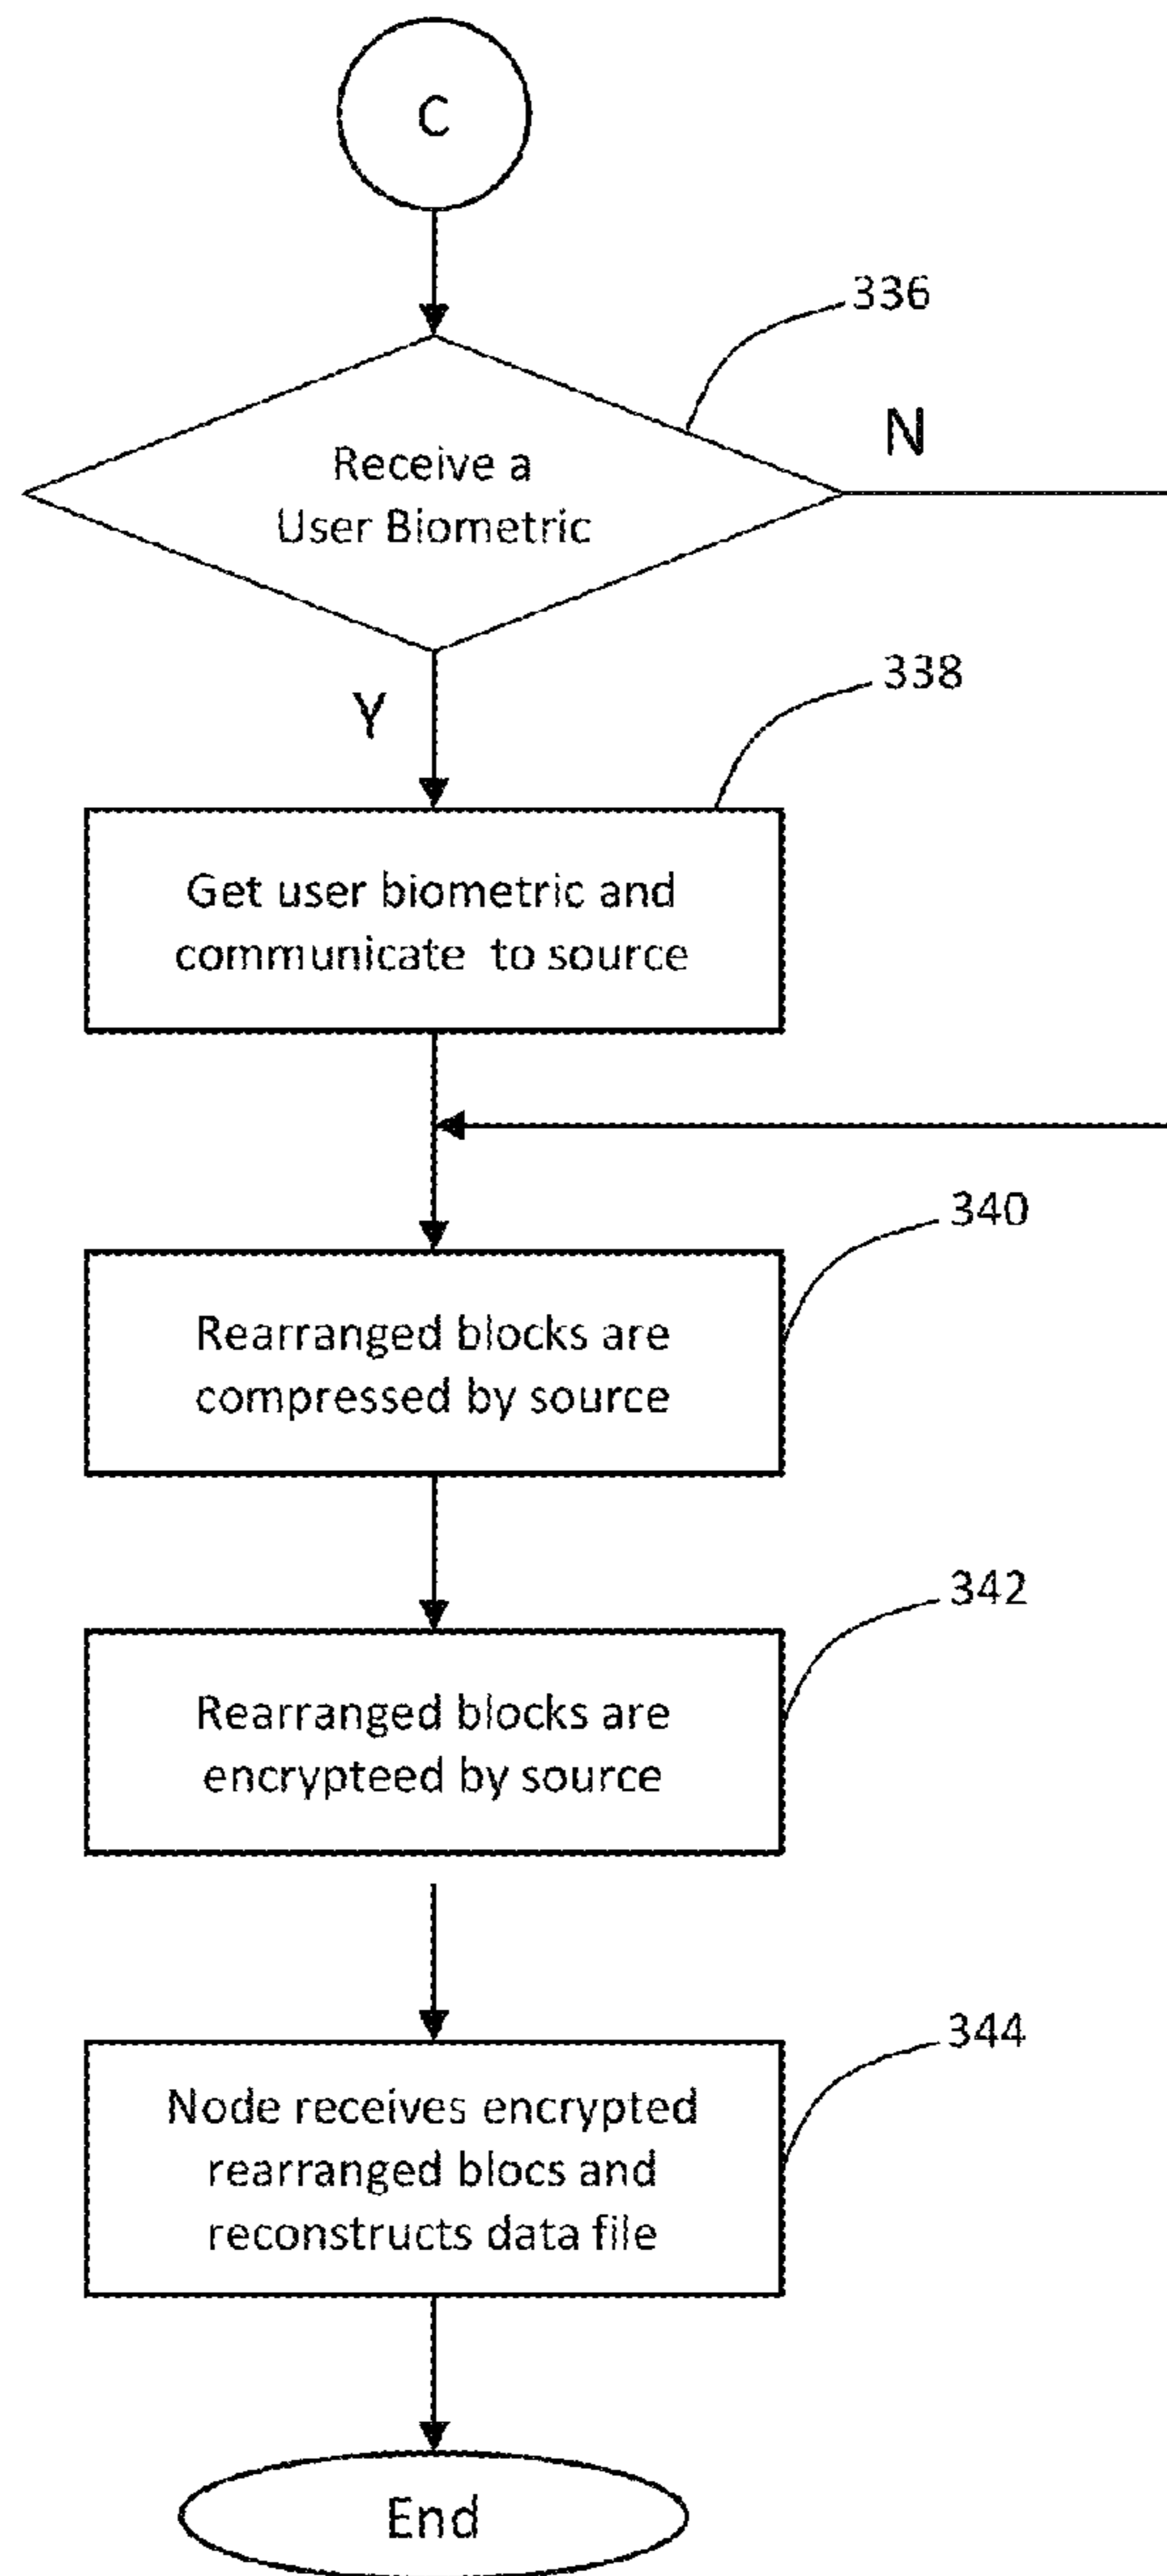 C
336
N
Receive a
User Biometric
338
Y
Get user biometric and
communicate to source
340
Rearranged blocks are
compressed by source
342
Rearranged blocks are
encrypteed by source
344
Node receives encrypted
rearranged blocs and
reconstructs data file
End